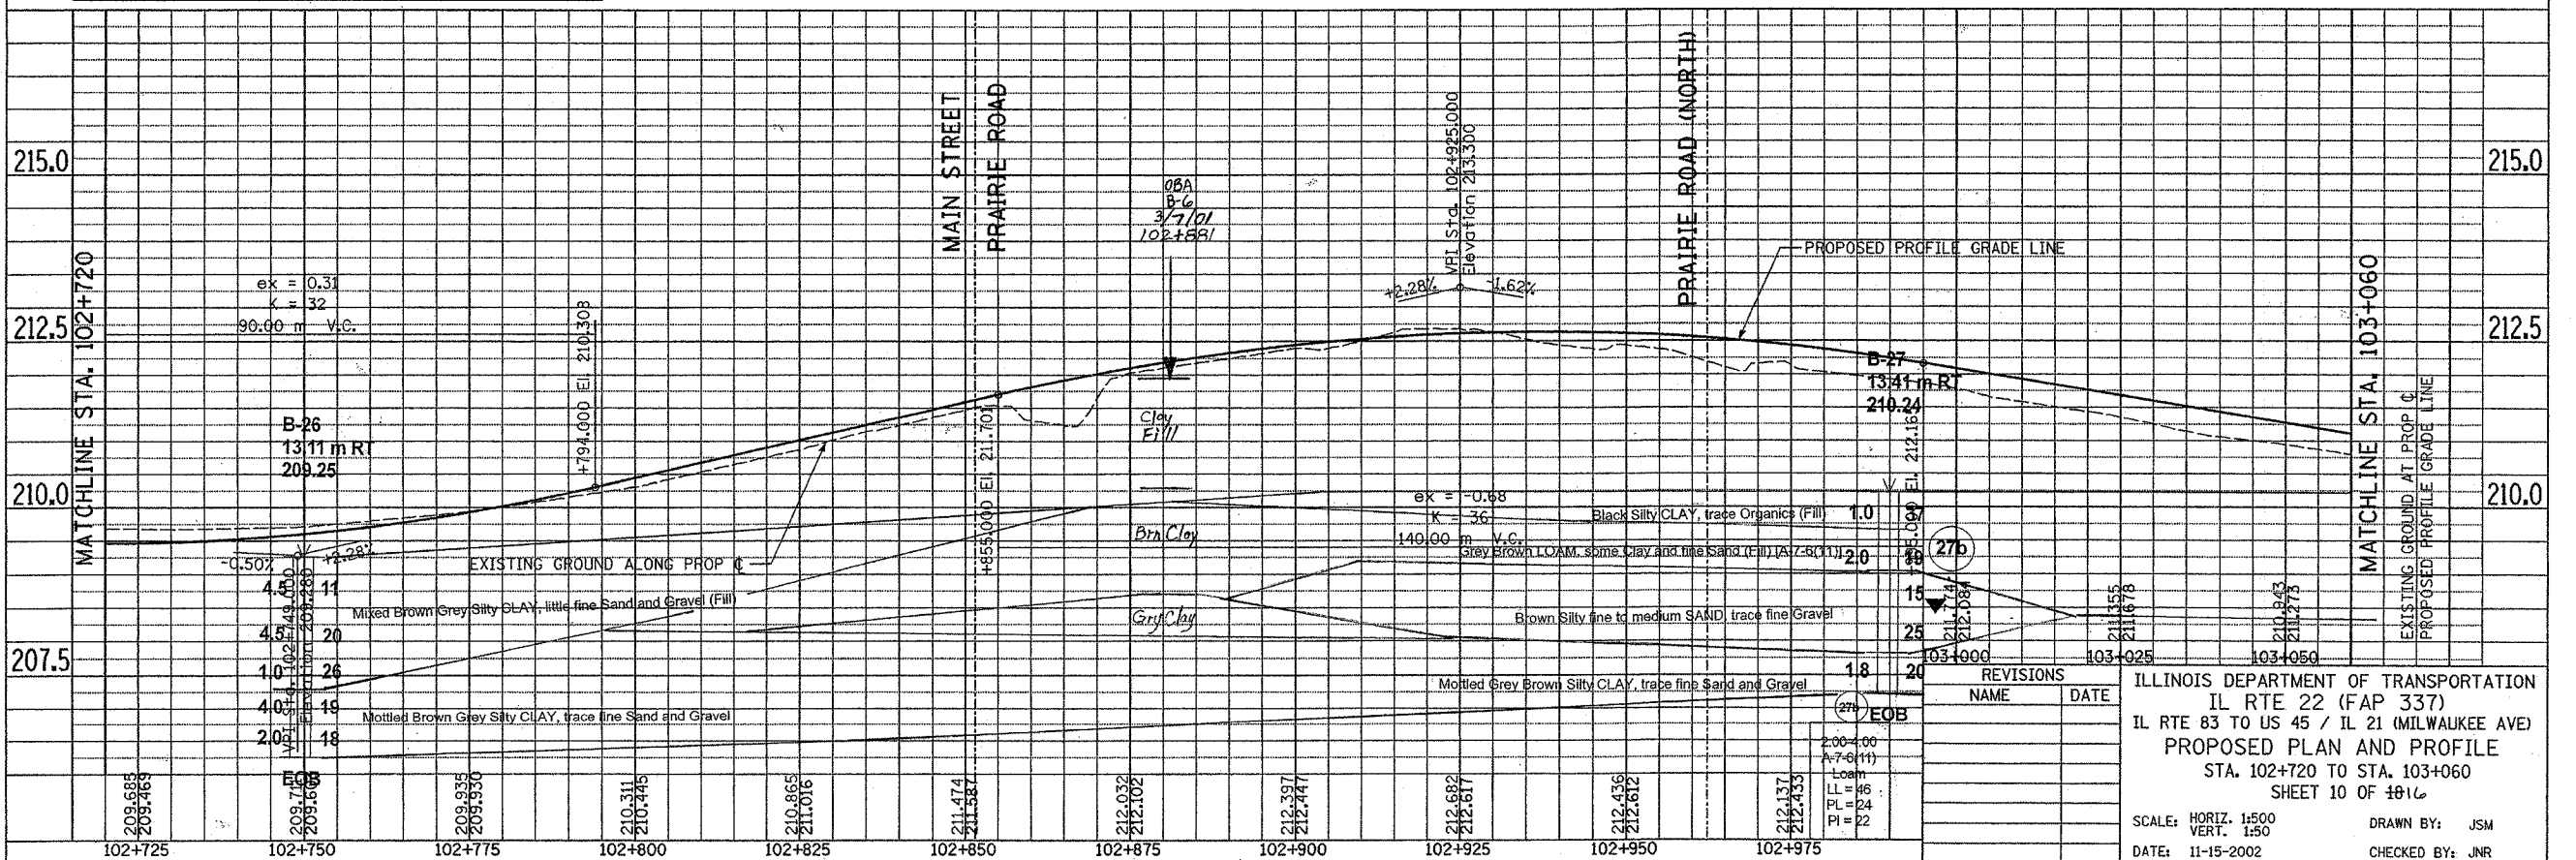 215.0
212.5
210.0
207.5
MATCHLINE STA. 102+720
ex = 0.31
K = 32
90.00 m V.C.
B-26
13.11 m RT
209.25
+794.000 El. 210.308
-0.50%
+2.28%
VPI Sta. 102+749.000
Elevation 209.280
4.5 11
4.5 20
1.0 26
4.0 19
2.0 18
EOB
EXISTING GROUND ALONG PROP ℄
Mixed Brown Grey Silty CLAY, little fine Sand and Gravel (Fill)
Mottled Brown Grey Silty CLAY, trace fine Sand and Gravel
MAIN STREET
PRAIRIE ROAD
+855.000 El. 211.701
OBA
B-6
3/7/01
102+881
Clay
Fill
Brn Clay
Gry Clay
VPI Sta. 102+925.000
Elevation 213.300
+2.28%
-1.62%
PRAIRIE ROAD (NORTH)
PROPOSED PROFILE GRADE LINE
ex = -0.68
K = 36
140.00 m V.C.
B-27
13.41 m RT
210.24
El. 212.16
Black Silty CLAY, trace Organics (Fill)
1.0
Grey Brown LOAM, some Clay and fine Sand (Fill) [A-7-6(11)]
2.0 19
27b
15
Brown Silty fine to medium SAND, trace fine Gravel
25
1.8 20
Mottled Grey Brown Silty CLAY, trace fine Sand and Gravel
27b
EOB
2.00-4.00
A-7-6(11)
Loam
LL = 46
PL = 24
PI = 22
MATCHLINE STA. 103+060
EXISTING GROUND AT PROP ℄
PROPOSED PROFILE GRADE LINE
215.0
212.5
210.0
211.774
212.084
211.355
211.678
210.943
211.273
103+000
103+025
103+050
209.685
209.469
209.935
209.930
210.311
210.445
210.865
211.016
211.474
211.587
212.032
212.102
212.397
212.447
212.682
212.617
212.436
212.612
212.137
212.433
102+725
102+750
102+775
102+800
102+825
102+850
102+875
102+900
102+925
102+950
102+975
REVISIONS
NAME DATE
ILLINOIS DEPARTMENT OF TRANSPORTATION
IL RTE 22 (FAP 337)
IL RTE 83 TO US 45 / IL 21 (MILWAUKEE AVE)
PROPOSED PLAN AND PROFILE
STA. 102+720 TO STA. 103+060
SHEET 10 OF 18 16
SCALE: HORIZ. 1:500
VERT. 1:50
DRAWN BY: JSM
DATE: 11-15-2002
CHECKED BY: JNR